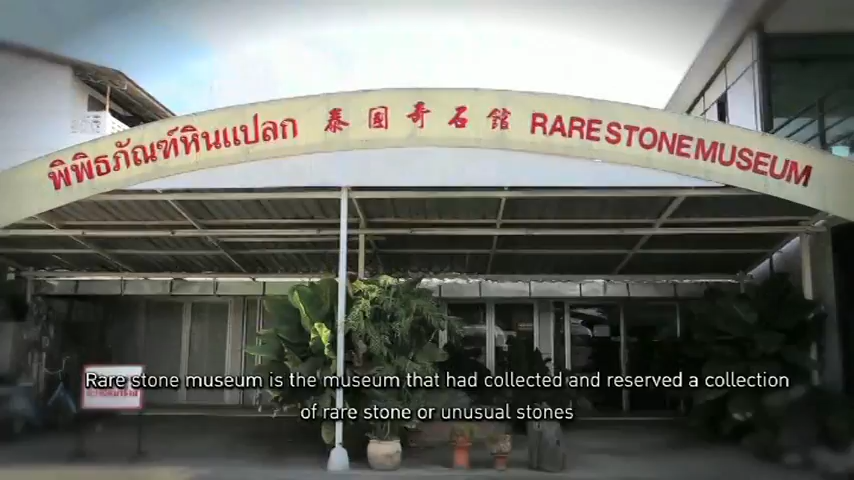 พิพิธภัณฑ์หินแปลก 泰國奇石館 RARE STONE MUSEUM
Rare stone museum is the museum that had collected and reserved a collection
of rare stone or unusual stones